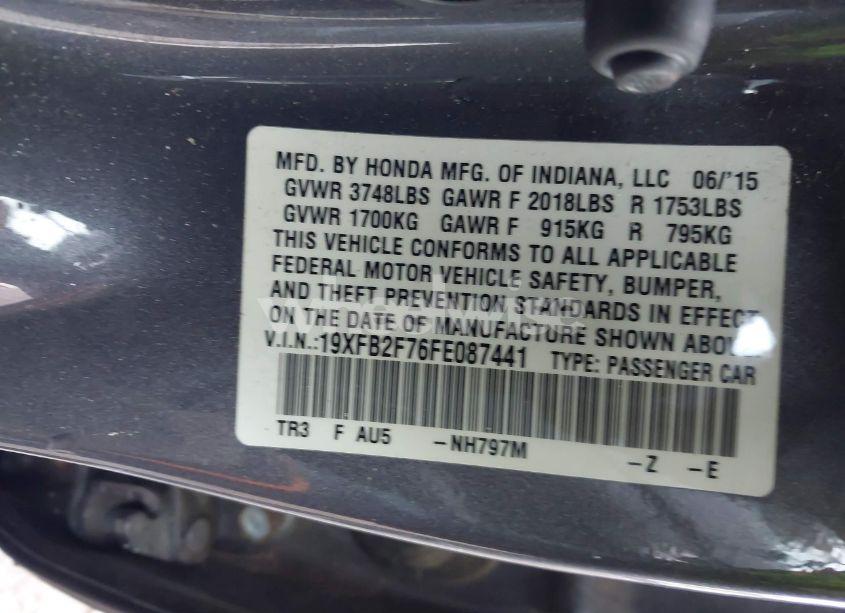 MFD. BY HONDA MFG. OF INDIANA, LLC 06/'15
GVWR 3748LBS GAWR F 2018LBS R 1753LBS
GVWR 1700KG GAWR F 915KG R 795KG
THIS VEHICLE CONFORMS TO ALL APPLICABLE
FEDERAL MOTOR VEHICLE SAFETY, BUMPER,
AND THEFT PREVENTION STANDARDS IN EFFECT
ON THE DATE OF MANUFACTURE SHOWN ABOVE.
V.I.N.:19XFB2F76FE087441 TYPE: PASSENGER CAR
TR3 F AU5 -NH797M -Z -E